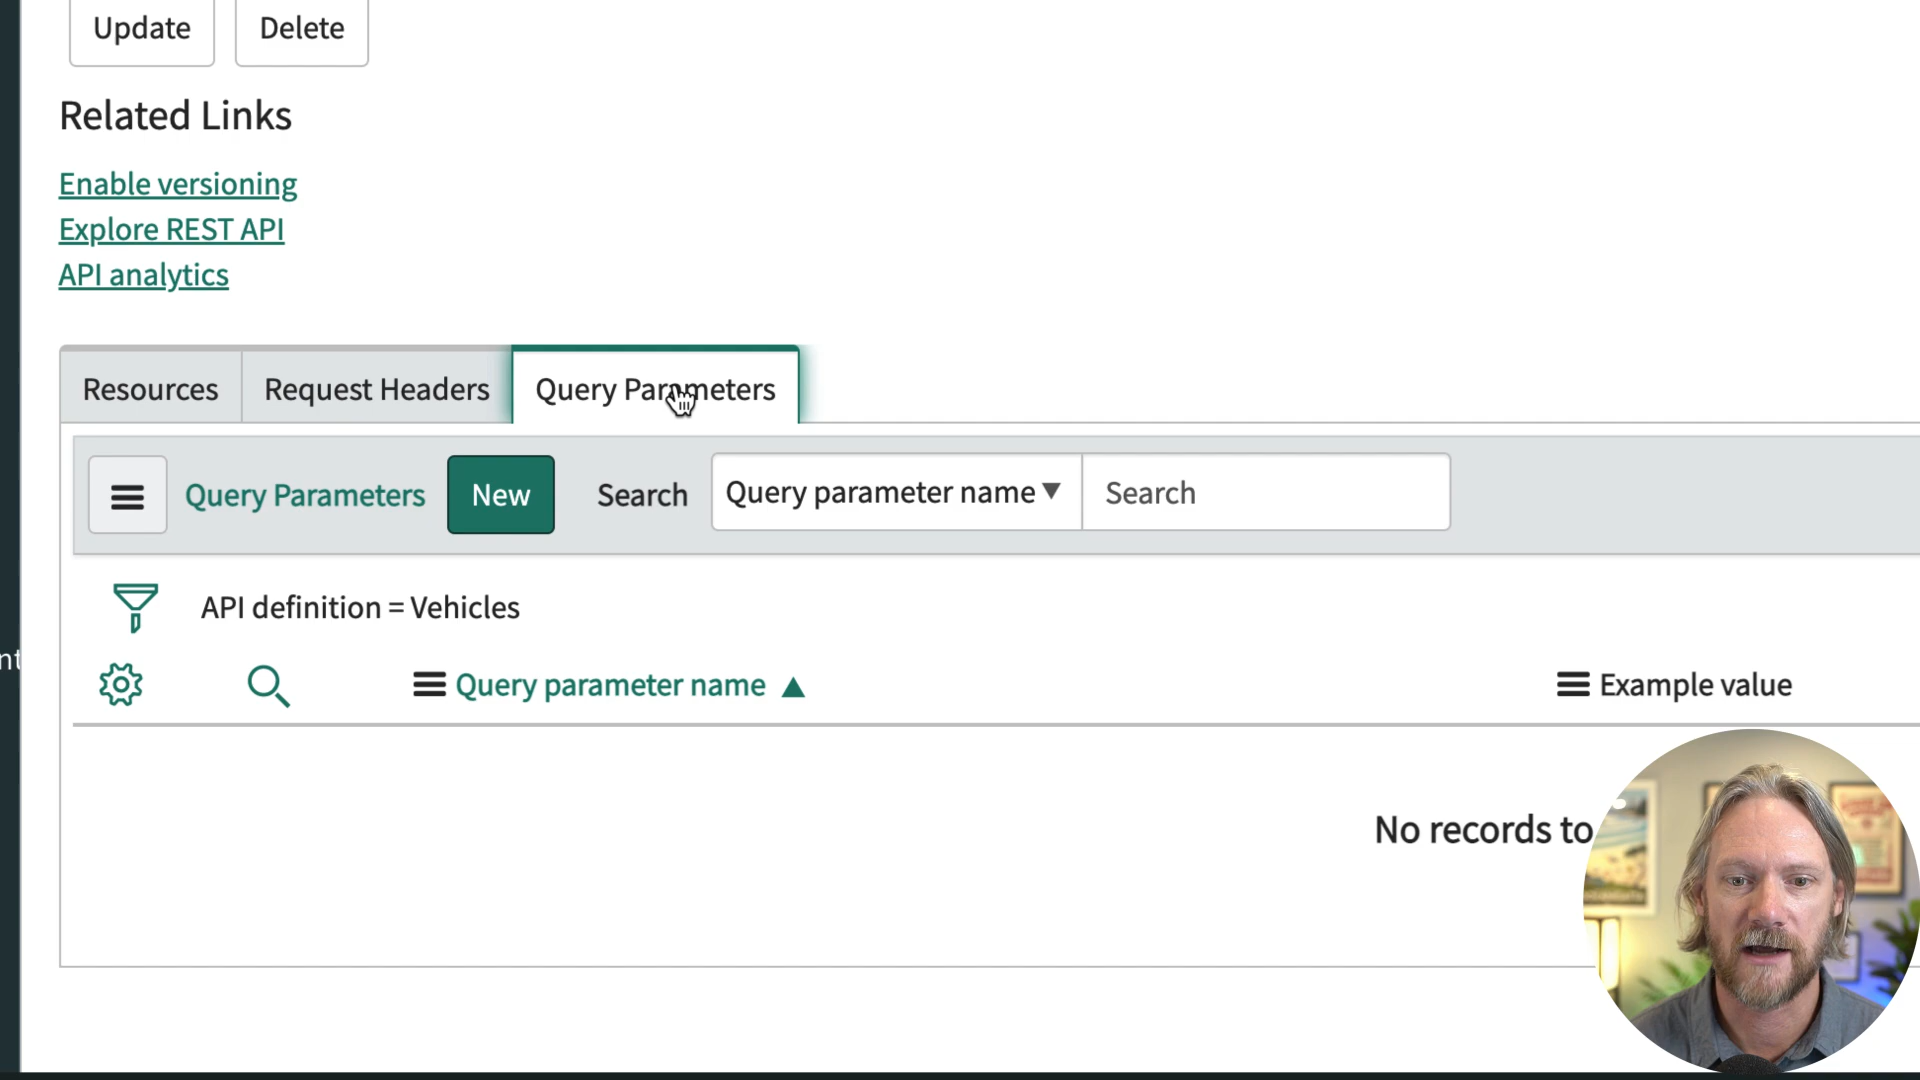 Update Delete
Related Links
Enable versioning
Explore REST API
API analytics
Resources Request Headers Query Parameters
Query Parameters New Search Query parameter name Search
API definition = Vehicles
Query parameter name Example value
No records to